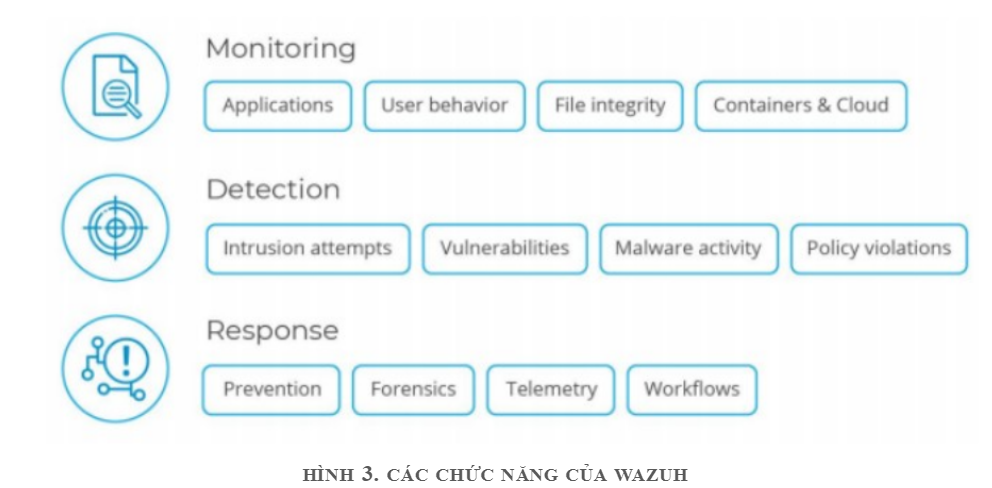 Monitoring
Applications User behavior File integrity Containers & Cloud
Detection
Intrusion attempts Vulnerabilities Malware activity Policy violations
Response
Prevention Forensics Telemetry Workflows
HÌNH 3. CÁC CHỨC NĂNG CỦA WAZUH